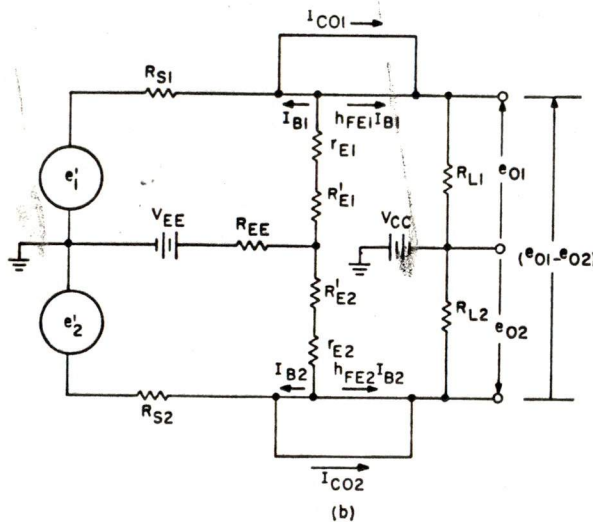 I_CO1
R_S1
I_B1
h_FE1 I_B1
r_E1
R_L1
e_O1
e'_1
R'_E1
V_EE
R_EE
V_CC
(e_O1-e_O2)
R'_E2
R_L2
e'_2
r_E2
e_O2
I_B2
h_FE2 I_B2
R_S2
I_CO2
(b)